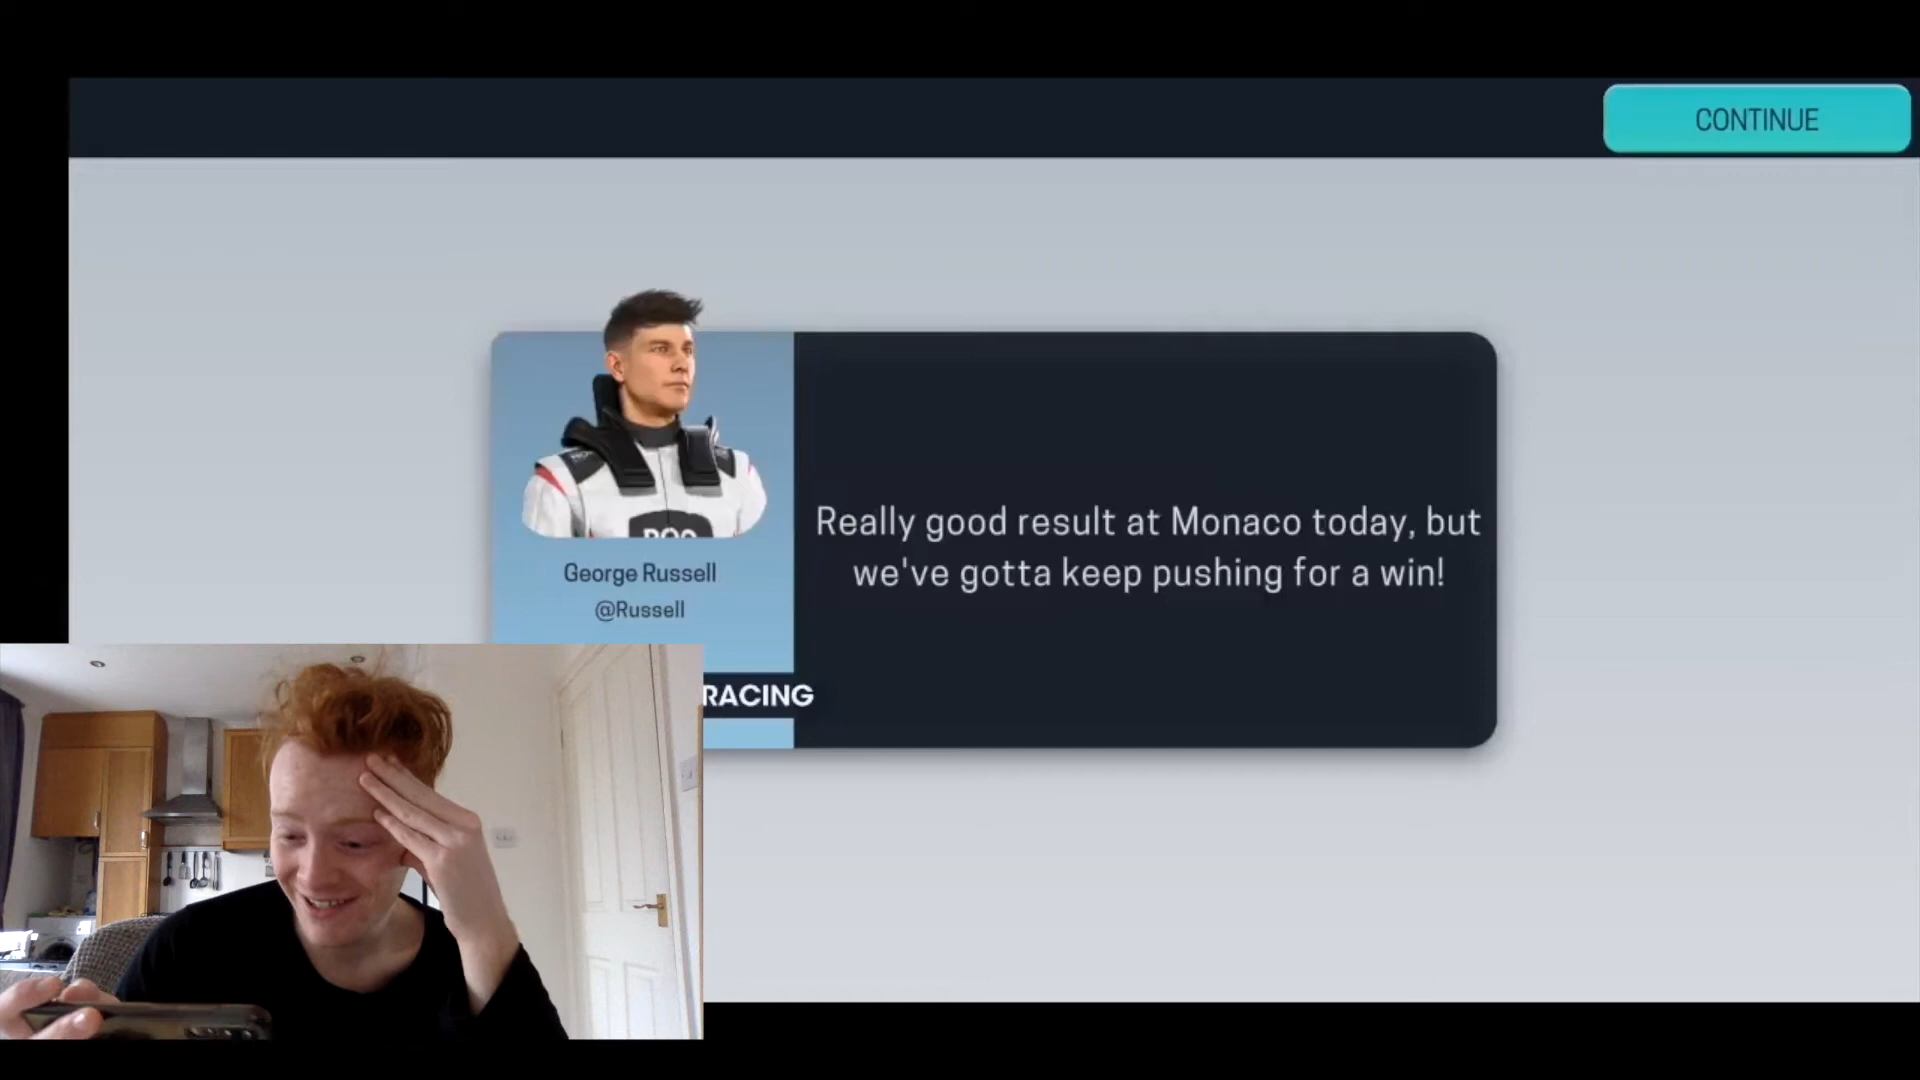 CONTINUE
Really good result at Monaco today, but
we've gotta keep pushing for a win!
George Russell
@Russell
RACING